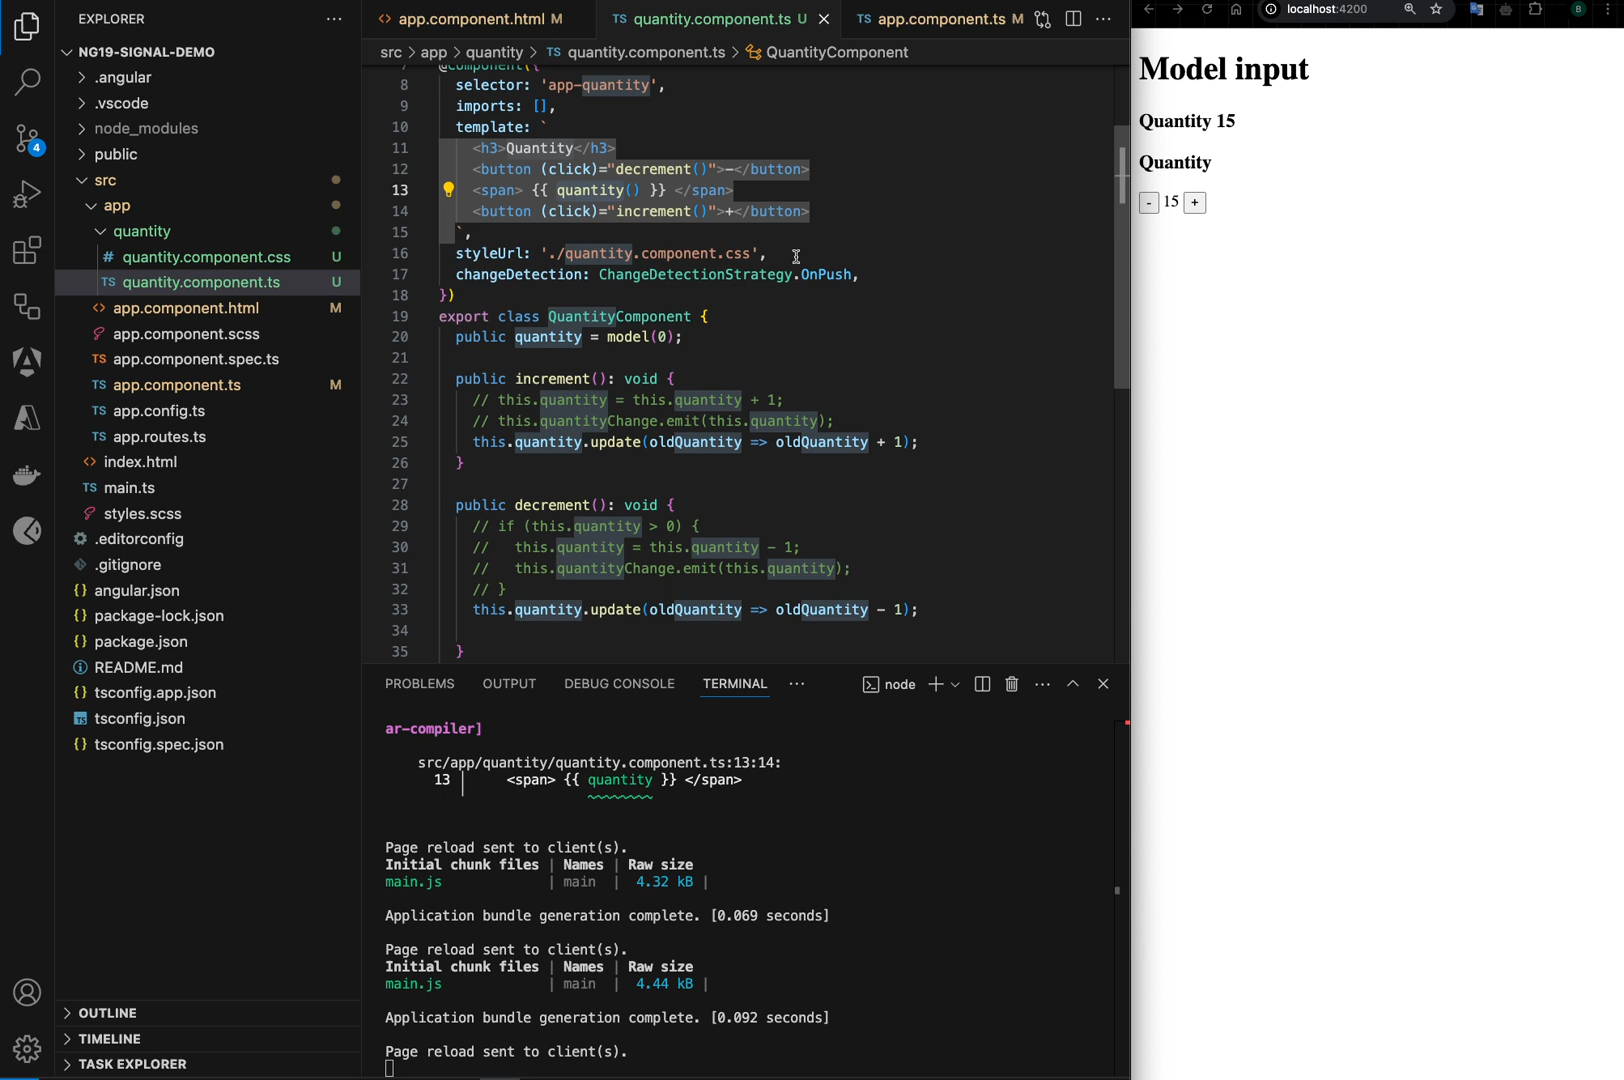 EXPLORER
NG19-SIGNAL-DEMO
.angular
.vscode
node_modules
public
src
app
quantity
# quantity.component.css U
TS quantity.component.ts U
<> app.component.html M
app.component.scss
TS app.component.spec.ts
TS app.component.ts M
TS app.config.ts
TS app.routes.ts
<> index.html
TS main.ts
styles.scss
.editorconfig
.gitignore
{} angular.json
{} package-lock.json
{} package.json
README.md
{} tsconfig.app.json
TS tsconfig.json
{} tsconfig.spec.json
OUTLINE
TIMELINE
TASK EXPLORER
4
<> app.component.html M
TS quantity.component.ts U
TS app.component.ts M
src > app > quantity > TS quantity.component.ts > QuantityComponent
@Component({
8 selector: 'app-quantity',
9 imports: [],
10 template: `
11 <h3>Quantity</h3>
12 <button (click)="decrement()">-</button>
13 <span> {{ quantity() }} </span>
14 <button (click)="increment()">+</button>
15 `,
16 styleUrl: './quantity.component.css',
17 changeDetection: ChangeDetectionStrategy.OnPush,
18 })
19 export class QuantityComponent {
20 public quantity = model(0);
21
22 public increment(): void {
23 // this.quantity = this.quantity + 1;
24 // this.quantityChange.emit(this.quantity);
25 this.quantity.update(oldQuantity => oldQuantity + 1);
26 }
27
28 public decrement(): void {
29 // if (this.quantity > 0) {
30 //   this.quantity = this.quantity - 1;
31 //   this.quantityChange.emit(this.quantity);
32 // }
33 this.quantity.update(oldQuantity => oldQuantity - 1);
34
35 }
PROBLEMS OUTPUT DEBUG CONSOLE TERMINAL
node
ar-compiler]
src/app/quantity/quantity.component.ts:13:14:
13 │ <span> {{ quantity }} </span>
Page reload sent to client(s).
Initial chunk files | Names | Raw size
main.js | main | 4.32 kB |
Application bundle generation complete. [0.069 seconds]
Page reload sent to client(s).
Initial chunk files | Names | Raw size
main.js | main | 4.44 kB |
Application bundle generation complete. [0.092 seconds]
Page reload sent to client(s).
localhost:4200
B
Model input
Quantity 15
Quantity
- 15 +